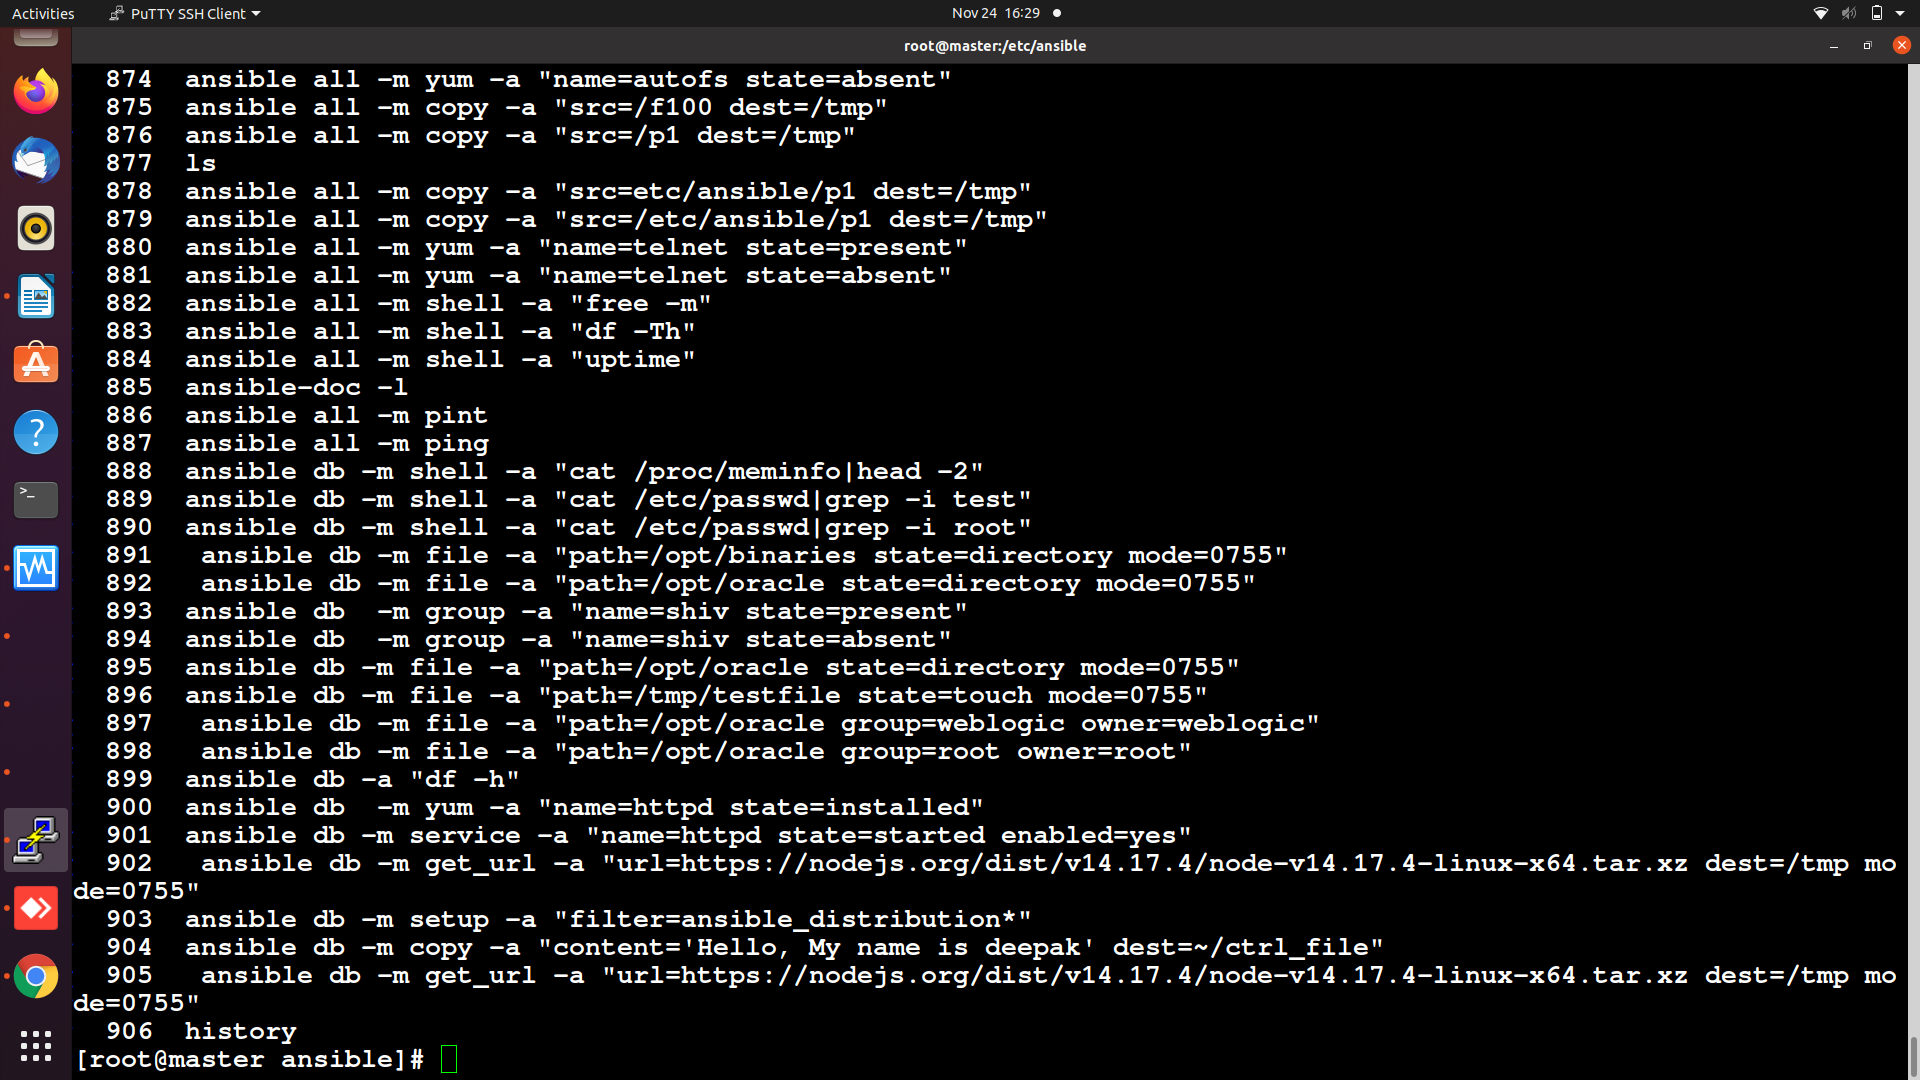 Activities PuTTY SSH Client Nov 24 16:29
root@master:/etc/ansible
874 ansible all -m yum -a "name=autofs state=absent"
875 ansible all -m copy -a "src=/f100 dest=/tmp"
876 ansible all -m copy -a "src=/p1 dest=/tmp"
877 ls
878 ansible all -m copy -a "src=etc/ansible/p1 dest=/tmp"
879 ansible all -m copy -a "src=/etc/ansible/p1 dest=/tmp"
880 ansible all -m yum -a "name=telnet state=present"
881 ansible all -m yum -a "name=telnet state=absent"
882 ansible all -m shell -a "free -m"
883 ansible all -m shell -a "df -Th"
884 ansible all -m shell -a "uptime"
885 ansible-doc -l
886 ansible all -m pint
887 ansible all -m ping
888 ansible db -m shell -a "cat /proc/meminfo|head -2"
889 ansible db -m shell -a "cat /etc/passwd|grep -i test"
890 ansible db -m shell -a "cat /etc/passwd|grep -i root"
891  ansible db -m file -a "path=/opt/binaries state=directory mode=0755"
892  ansible db -m file -a "path=/opt/oracle state=directory mode=0755"
893 ansible db  -m group -a "name=shiv state=present"
894 ansible db  -m group -a "name=shiv state=absent"
895 ansible db -m file -a "path=/opt/oracle state=directory mode=0755"
896 ansible db -m file -a "path=/tmp/testfile state=touch mode=0755"
897  ansible db -m file -a "path=/opt/oracle group=weblogic owner=weblogic"
898  ansible db -m file -a "path=/opt/oracle group=root owner=root"
899 ansible db -a "df -h"
900 ansible db  -m yum -a "name=httpd state=installed"
901 ansible db -m service -a "name=httpd state=started enabled=yes"
902  ansible db -m get_url -a "url=https://nodejs.org/dist/v14.17.4/node-v14.17.4-linux-x64.tar.xz dest=/tmp mo
de=0755"
903 ansible db -m setup -a "filter=ansible_distribution*"
904 ansible db -m copy -a "content='Hello, My name is deepak' dest=~/ctrl_file"
905  ansible db -m get_url -a "url=https://nodejs.org/dist/v14.17.4/node-v14.17.4-linux-x64.tar.xz dest=/tmp mo
de=0755"
906 history
[root@master ansible]#